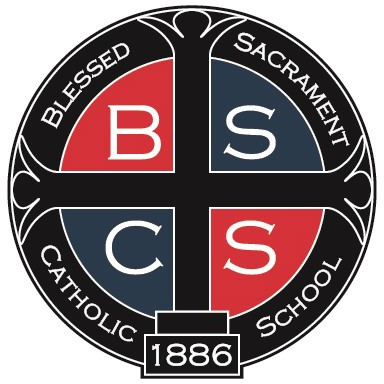 BLESSED SACRAMENT
B S
C S
CATHOLIC SCHOOL
1886